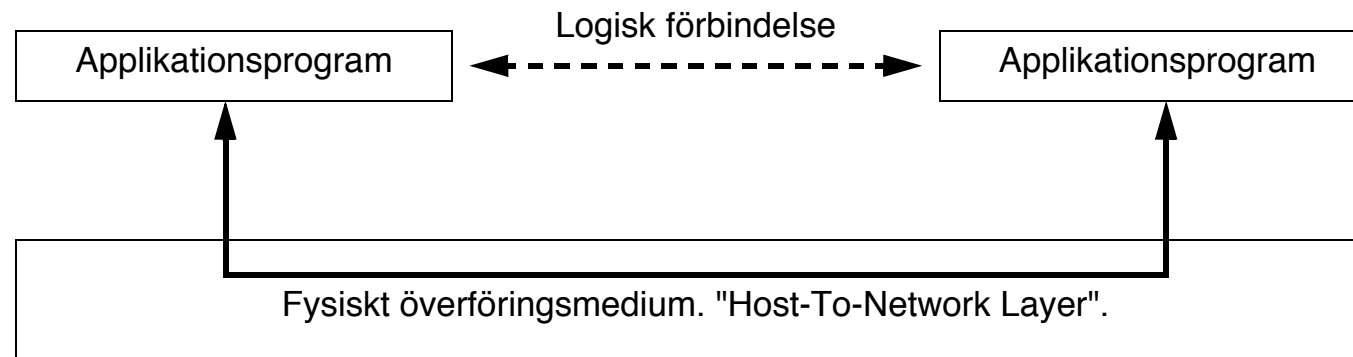 Logisk förbindelse
Applikationsprogram
Applikationsprogram
Fysiskt överföringsmedium. "Host-To-Network Layer".